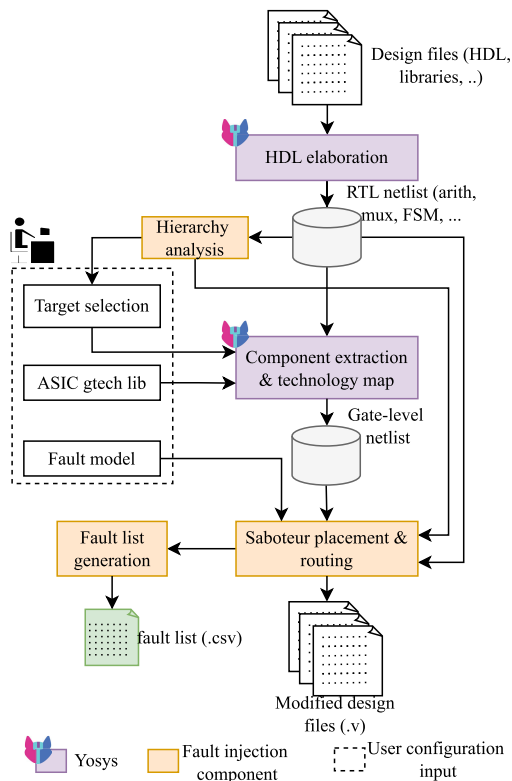 Design files (HDL,
libraries, ..)
HDL elaboration
RTL netlist (arith,
mux, FSM, ...
Hierarchy
analysis
Target selection
Component extraction
& technology map
ASIC gtech lib
Gate-level
netlist
Fault model
Fault list
generation
Saboteur placement &
routing
fault list (.csv)
Modified design
files (.v)
Yosys
Fault injection
component
User configuration
input